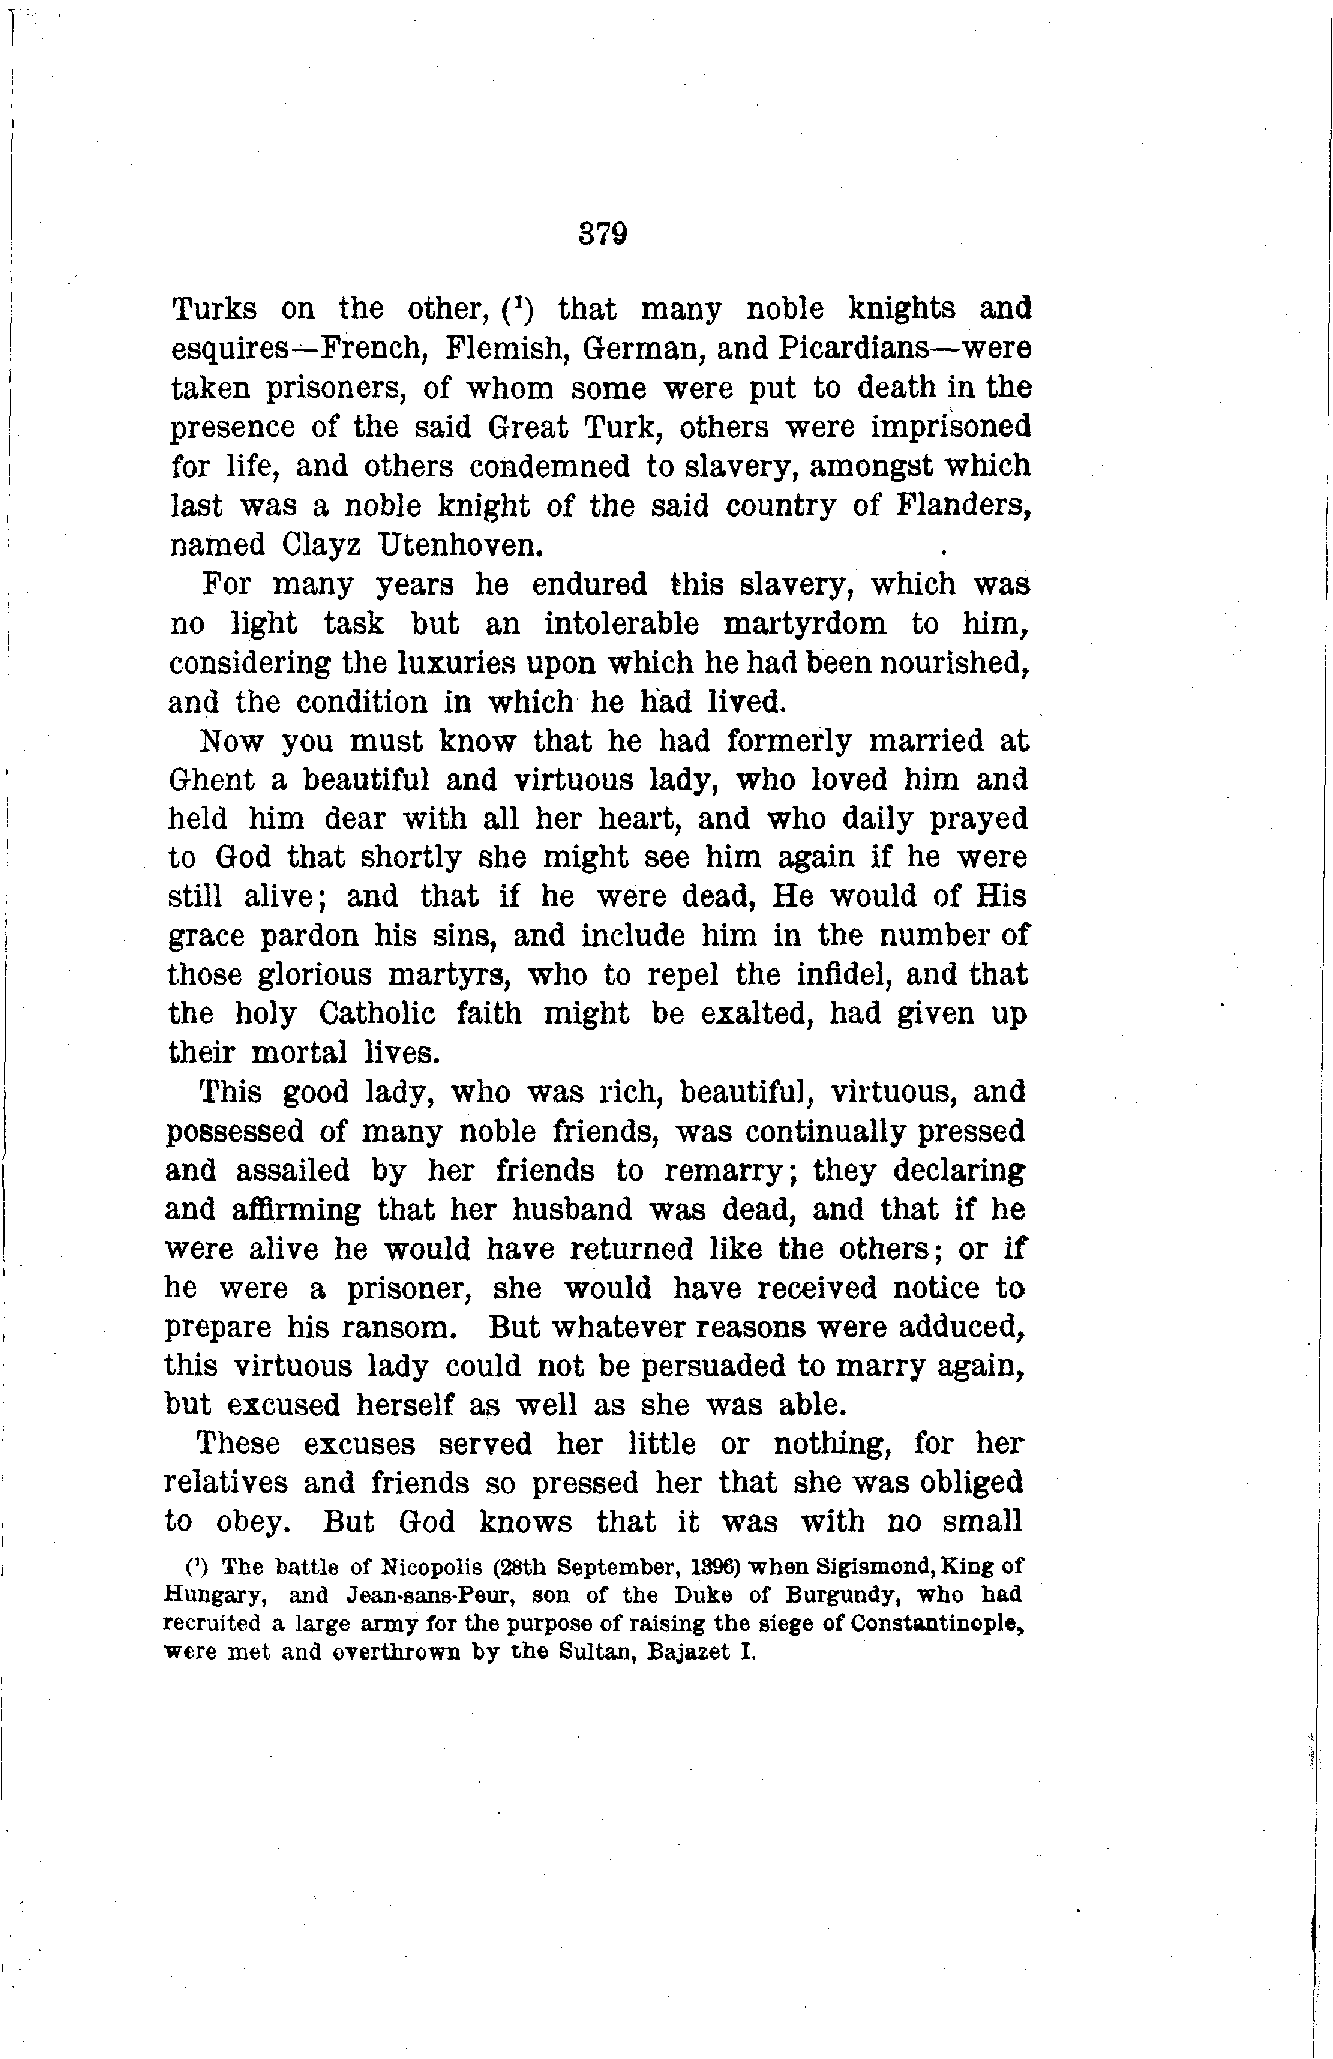 379
Turks on the other, (¹) that many noble knights and
esquires—French, Flemish, German, and Picardians—were
taken prisoners, of whom some were put to death in the
presence of the said Great Turk, others were imprisoned
for life, and others condemned to slavery, amongst which
last was a noble knight of the said country of Flanders,
named Clayz Utenhoven.
For many years he endured this slavery, which was
no light task but an intolerable martyrdom to him,
considering the luxuries upon which he had been nourished,
and the condition in which he had lived.
Now you must know that he had formerly married at
Ghent a beautiful and virtuous lady, who loved him and
held him dear with all her heart, and who daily prayed
to God that shortly she might see him again if he were
still alive; and that if he were dead, He would of His
grace pardon his sins, and include him in the number of
those glorious martyrs, who to repel the infidel, and that
the holy Catholic faith might be exalted, had given up
their mortal lives.
This good lady, who was rich, beautiful, virtuous, and
possessed of many noble friends, was continually pressed
and assailed by her friends to remarry; they declaring
and affirming that her husband was dead, and that if he
were alive he would have returned like the others; or if
he were a prisoner, she would have received notice to
prepare his ransom. But whatever reasons were adduced,
this virtuous lady could not be persuaded to marry again,
but excused herself as well as she was able.
These excuses served her little or nothing, for her
relatives and friends so pressed her that she was obliged
to obey. But God knows that it was with no small
(¹) The battle of Nicopolis (28th September, 1396) when Sigismond, King of
Hungary, and Jean-sans-Peur, son of the Duke of Burgundy, who had
recruited a large army for the purpose of raising the siege of Constantinople,
were met and overthrown by the Sultan, Bajazet I.